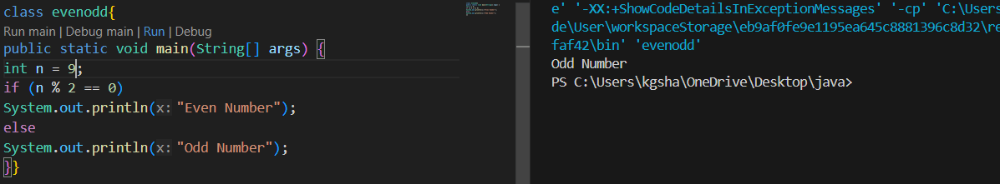 class evenodd{
Run main | Debug main | Run | Debug
public static void main(String[] args) {
int n = 9;
if (n % 2 == 0)
System.out.println(x: "Even Number");
else
System.out.println(x: "Odd Number");
}}
e' '-XX:+ShowCodeDetailsInExceptionMessages' '-cp' 'C:\Users
de\User\workspaceStorage\eb9af0fe9e1195ea645c8881396c8d32\re
faf42\bin' 'evenodd'
Odd Number
PS C:\Users\kgsha\OneDrive\Desktop\java>